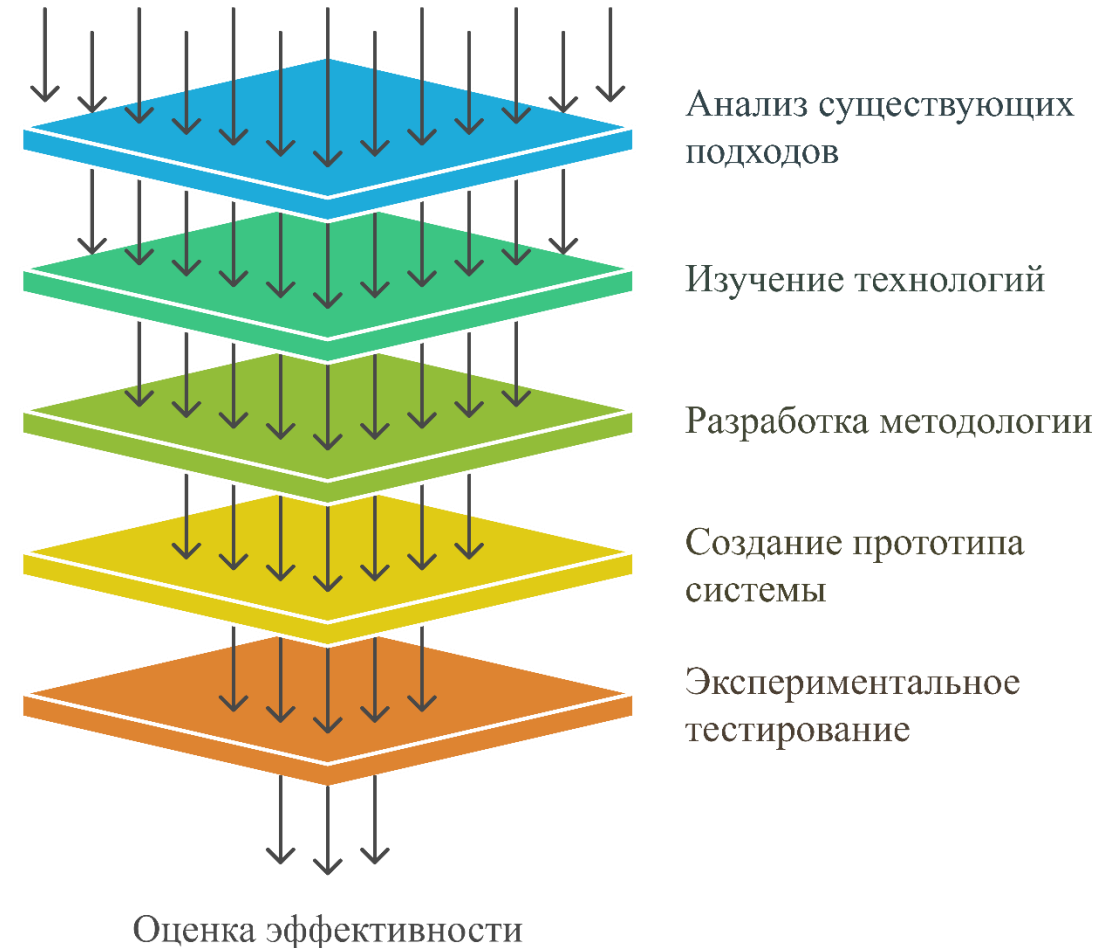 Анализ существующих
подходов
Изучение технологий
Разработка методологии
Создание прототипа
системы
Экспериментальное
тестирование
Оценка эффективности